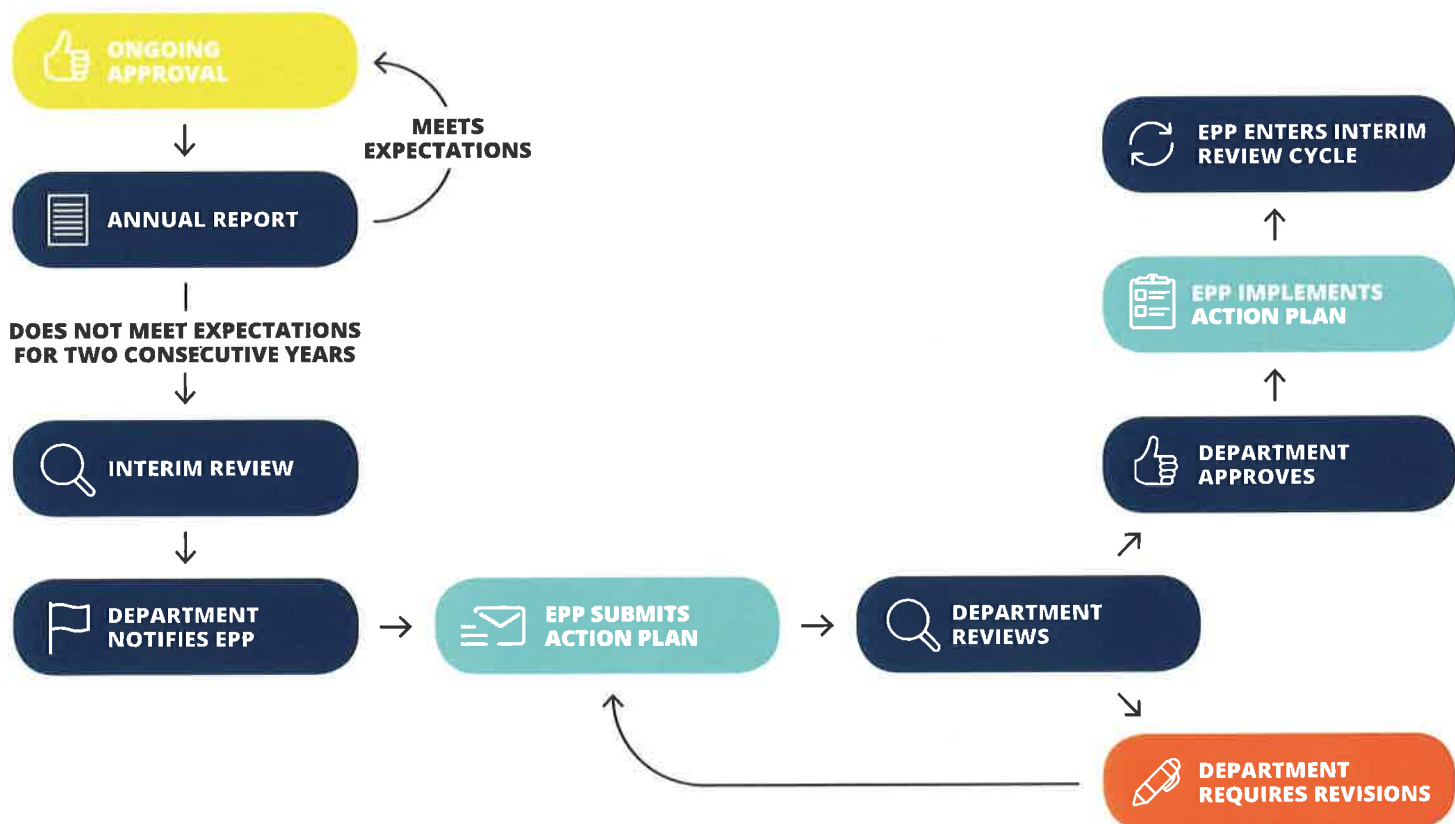 ONGOING
APPROVAL
MEETS
EXPECTATIONS
ANNUAL REPORT
DOES NOT MEET EXPECTATIONS
FOR TWO CONSECUTIVE YEARS
INTERIM REVIEW
DEPARTMENT
NOTIFIES EPP
EPP SUBMITS
ACTION PLAN
DEPARTMENT
REVIEWS
DEPARTMENT
REQUIRES REVISIONS
DEPARTMENT
APPROVES
EPP IMPLEMENTS
ACTION PLAN
EPP ENTERS INTERIM
REVIEW CYCLE